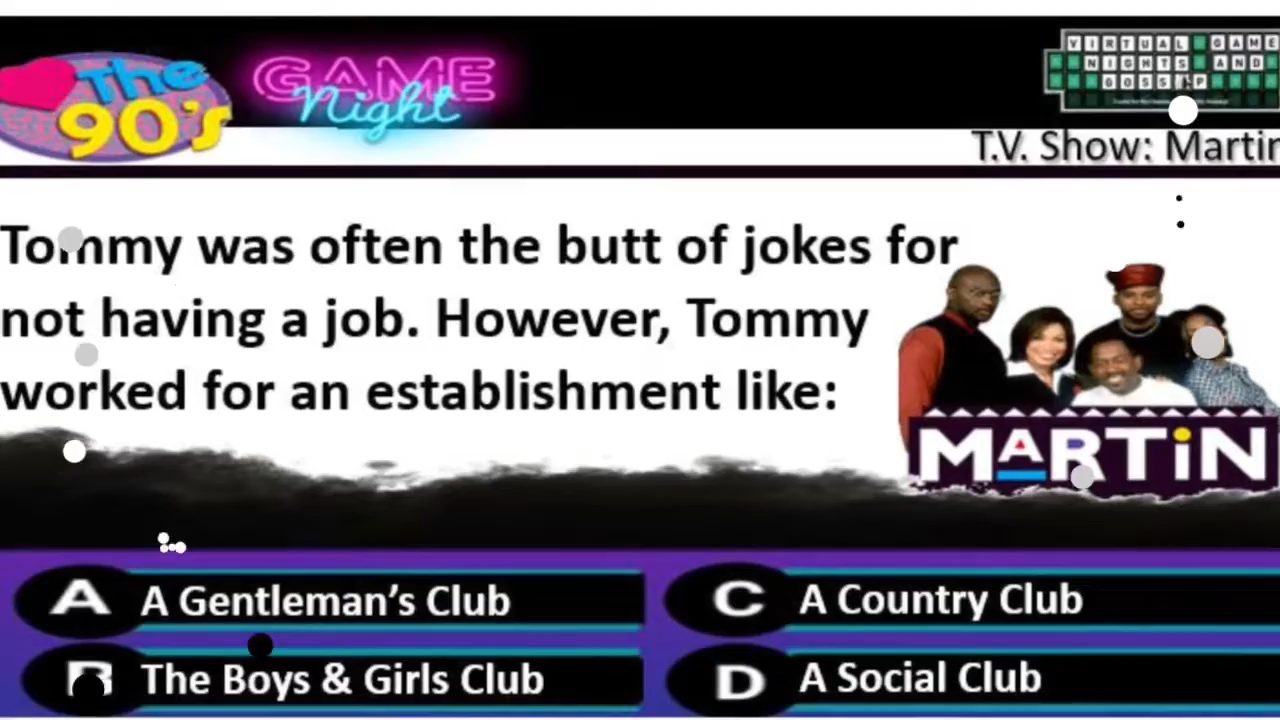 The
90's
GAME
Night
VIRTUAL GAME
NIGHTS AND
GOSSIP
T.V. Show: Martin
Tommy was often the butt of jokes for
not having a job. However, Tommy
worked for an establishment like:
MARTiN
A A Gentleman's Club
B The Boys & Girls Club
C A Country Club
D A Social Club